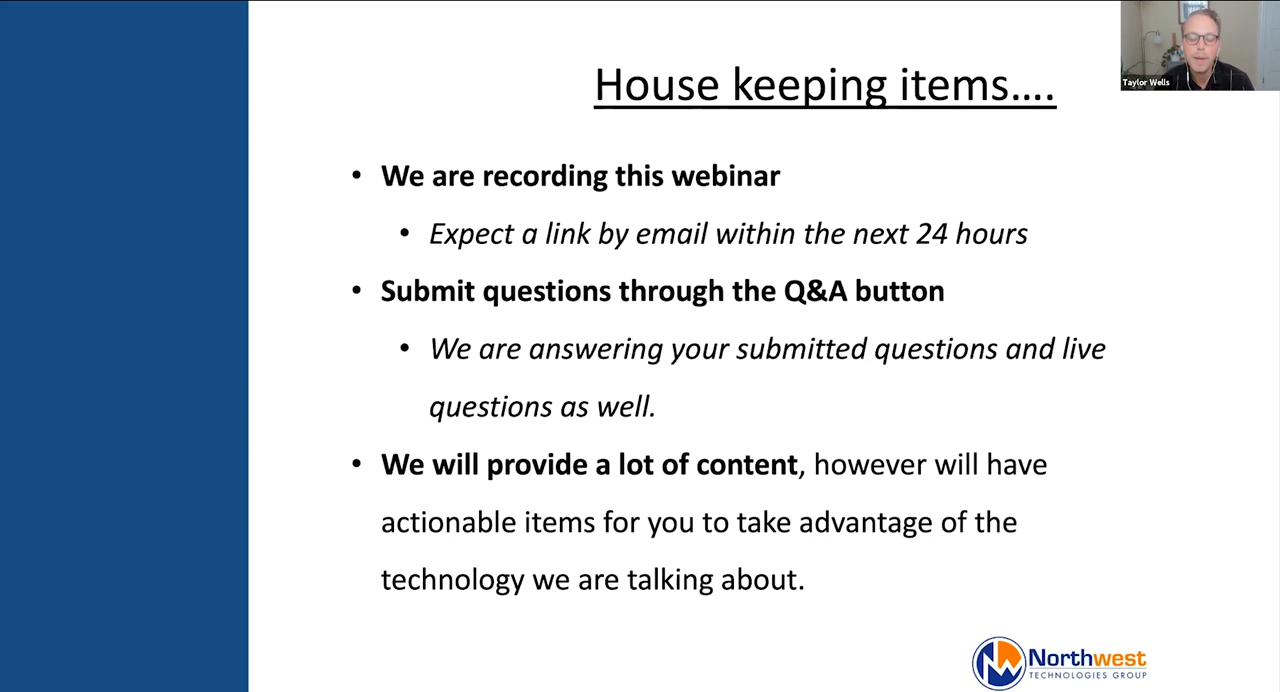 House keeping items....
Taylor Wells
• We are recording this webinar
• Expect a link by email within the next 24 hours
• Submit questions through the Q&A button
• We are answering your submitted questions and live
questions as well.
• We will provide a lot of content, however will have
actionable items for you to take advantage of the
technology we are talking about.
NW
Northwest
TECHNOLOGIES GROUP